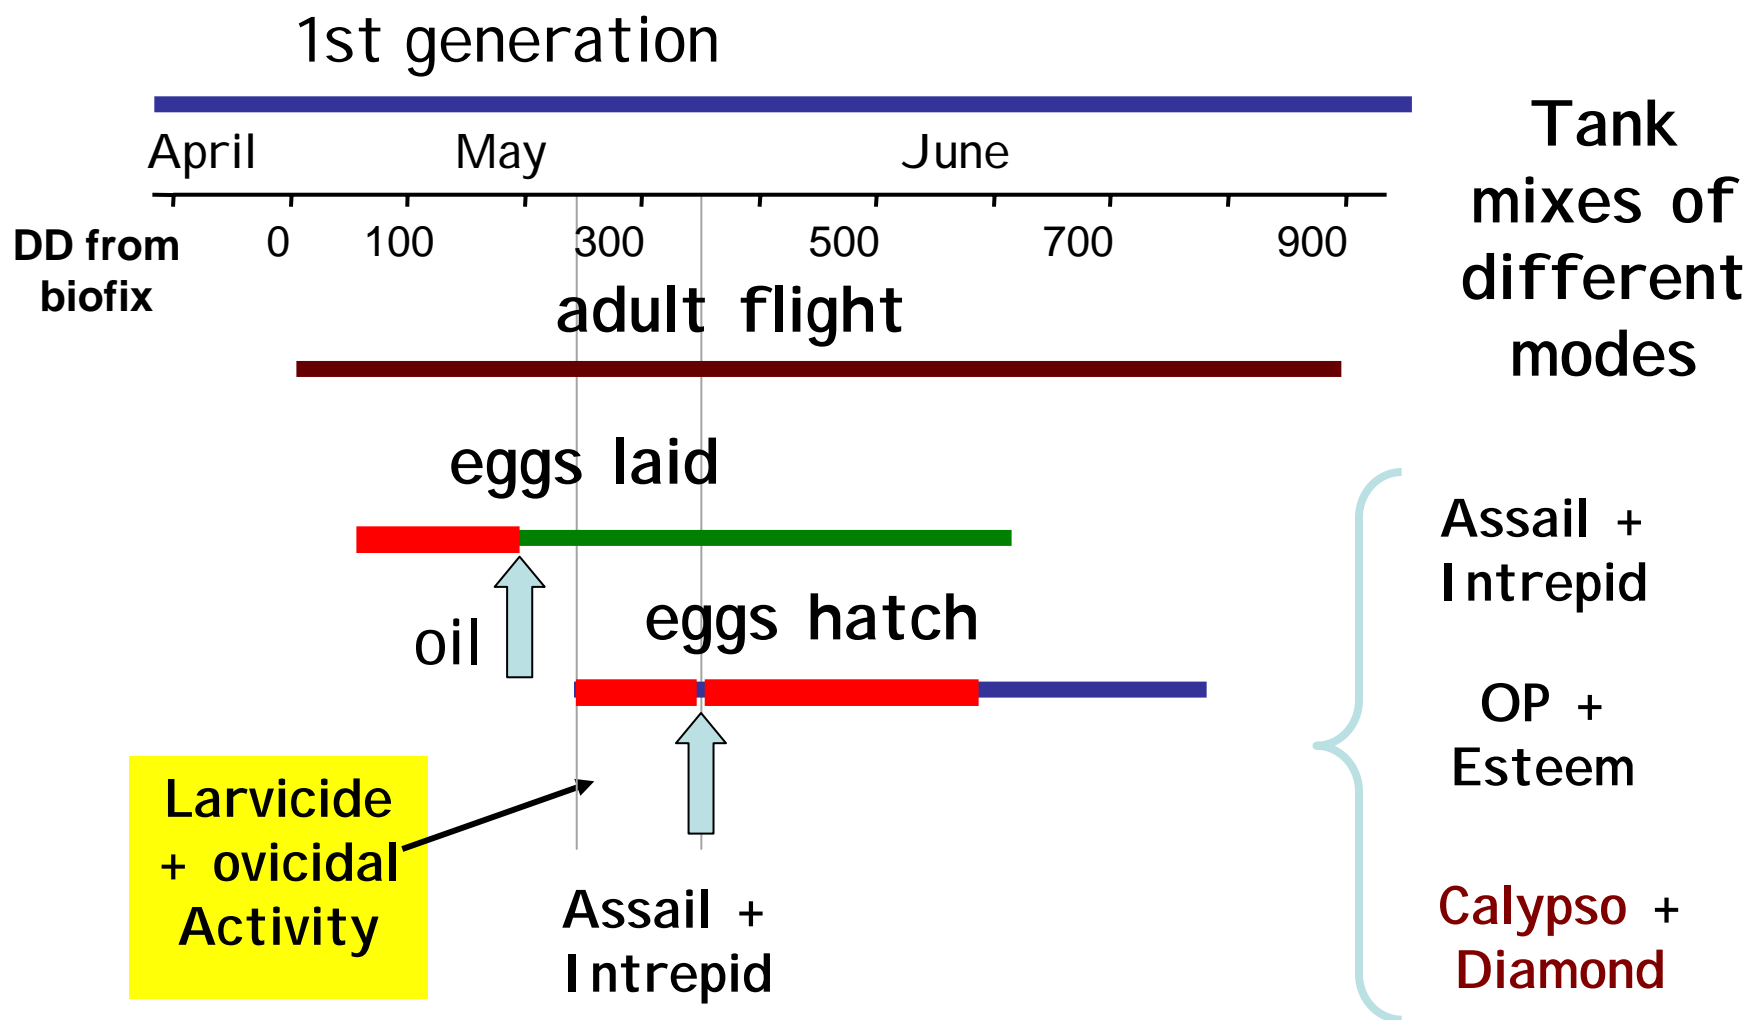 1st generation
April May June
DD from
biofix
0 100 300 500 700 900
adult flight
eggs laid
oil
eggs hatch
Larvicide
+ ovicidal
Activity
Assail +
Intrepid
Tank
mixes of
different
modes
Assail +
Intrepid
OP +
Esteem
Calypso +
Diamond